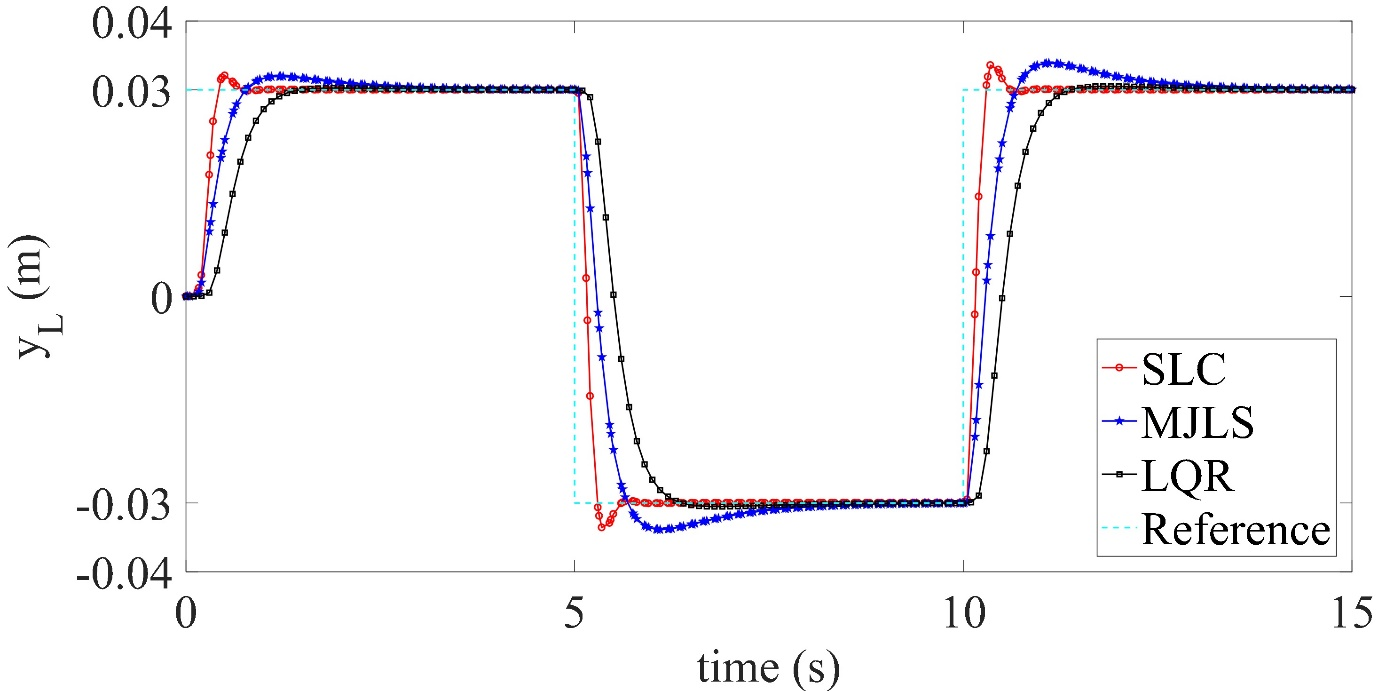 0.04
0.03
0
-0.03
-0.04
y_L (m)
0 5 10 15
time (s)
SLC
MJLS
LQR
Reference